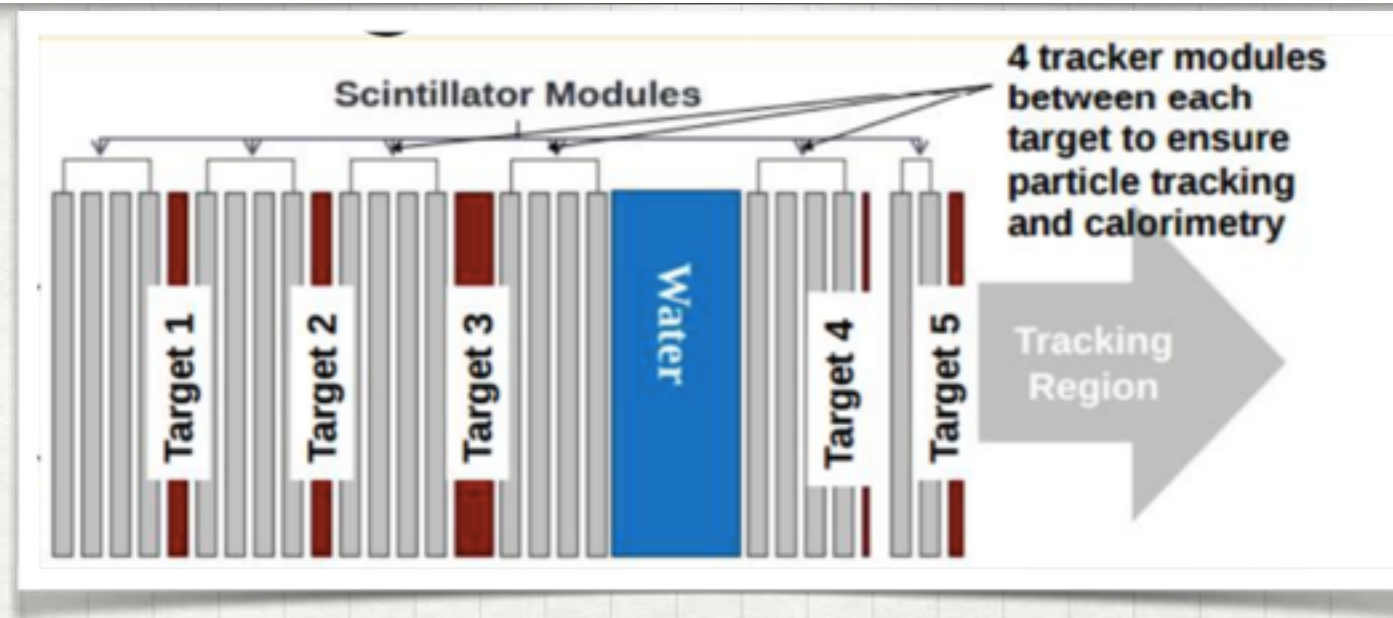 Scintillator Modules
4 tracker modules
between each
target to ensure
particle tracking
and calorimetry
Target 1
Target 2
Target 3
Water
Target 4
Target 5
Tracking
Region